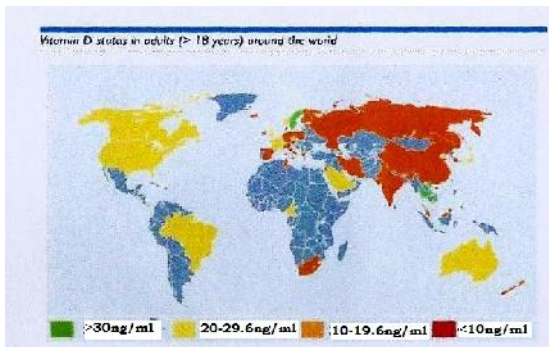 Vitamin D status in adults (> 18 years) around the world
>30ng/ml 20-29.6ng/ml 10-19.6ng/ml <10ng/ml